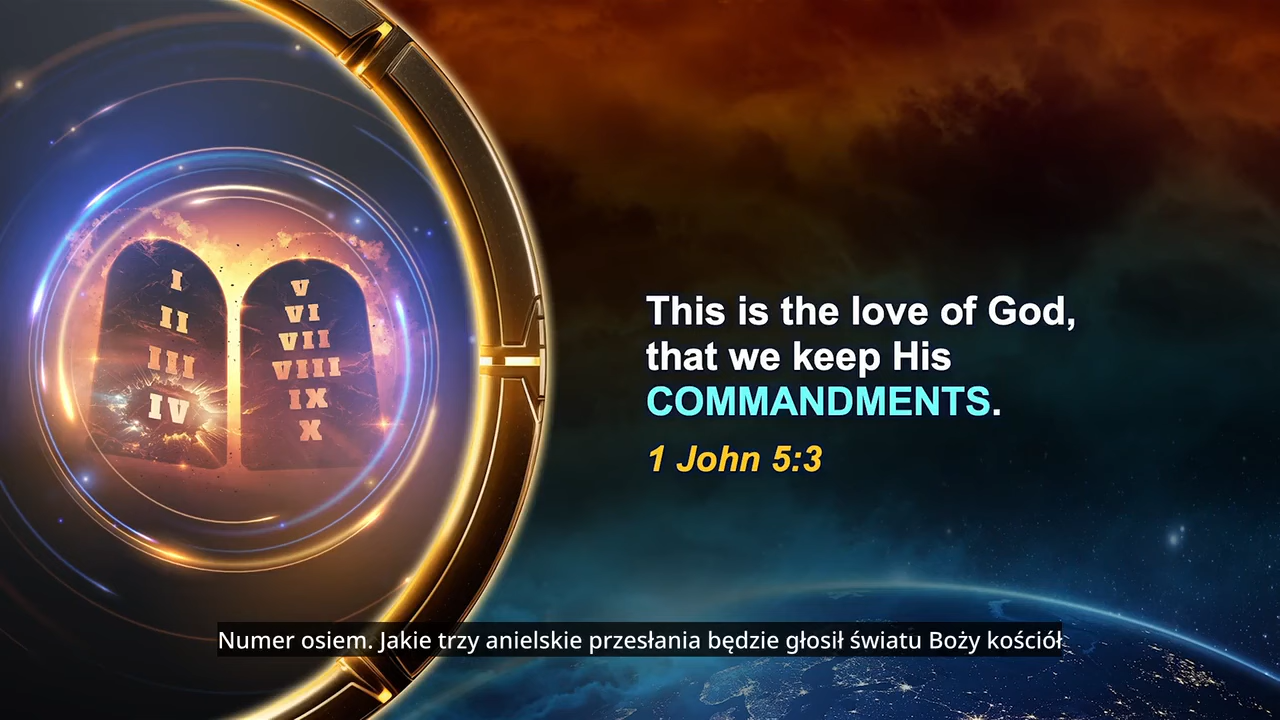 I
II
III
IV
V
VI
VII
VIII
IX
X
This is the love of God,
that we keep His
COMMANDMENTS.
1 John 5:3
Numer osiem. Jakie trzy anielskie przesłania będzie głosił światu Boży kościół